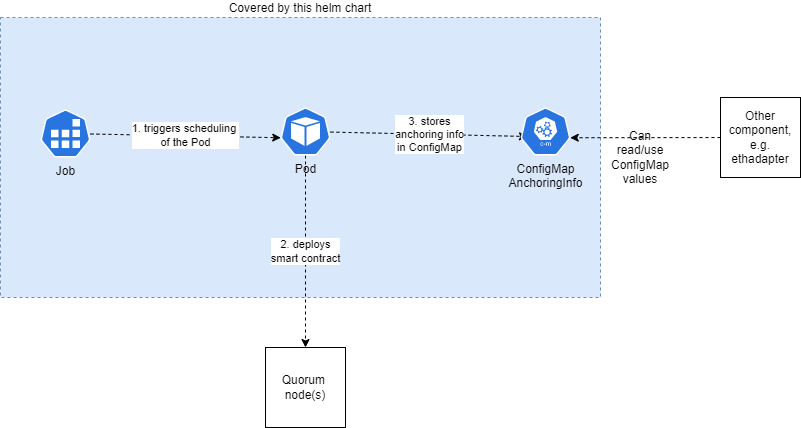 Covered by this helm chart
1. triggers scheduling
of the Pod
3. stores
anchoring info
in ConfigMap
Other
component,
e.g.
ethadapter
Can
read/use
ConfigMap
values
c-m
Job
Pod
ConfigMap
AnchoringInfo
2. deploys
smart contract
Quorum
node(s)